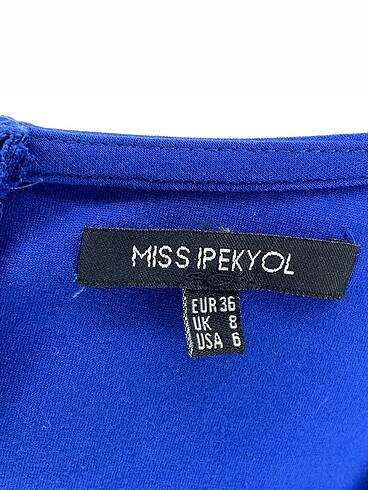 MISS IPEKYOL
EUR 36
UK 8
USA 6